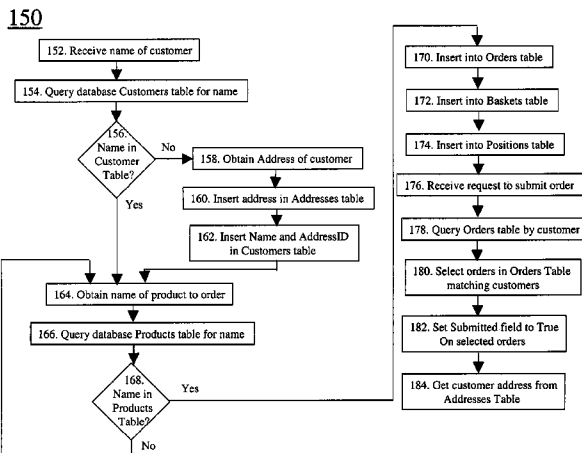 150
152. Receive name of customer
154. Query database Customers table for name
156.
Name in
Customer
Table?
No
Yes
158. Obtain Address of customer
160. Insert address in Addresses table
162. Insert Name and AddressID
in Customers table
164. Obtain name of product to order
166. Query database Products table for name
168.
Name in
Products
Table?
Yes
No
170. Insert into Orders table
172. Insert into Baskets table
174. Insert into Positions table
176. Receive request to submit order
178. Query Orders table by customer
180. Select orders in Orders Table
matching customers
182. Set Submitted field to True
On selected orders
184. Get customer address from
Addresses Table